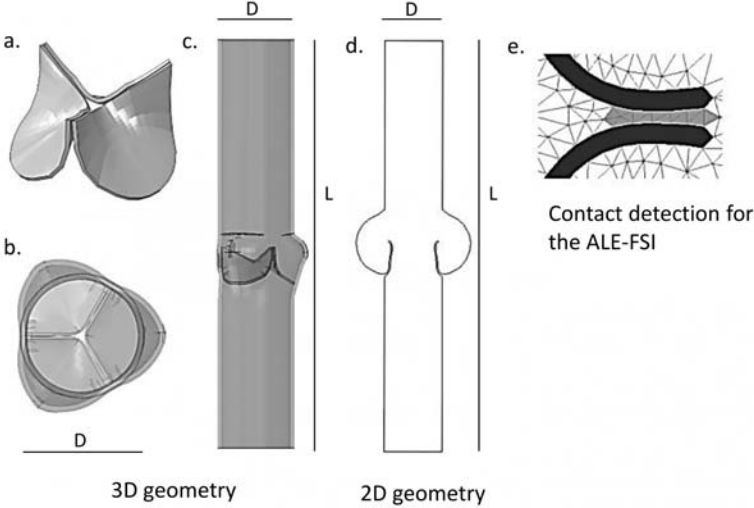 a.
c.
D
d.
D
e.
L
L
Contact detection for
the ALE-FSI
b.
D
3D geometry
2D geometry